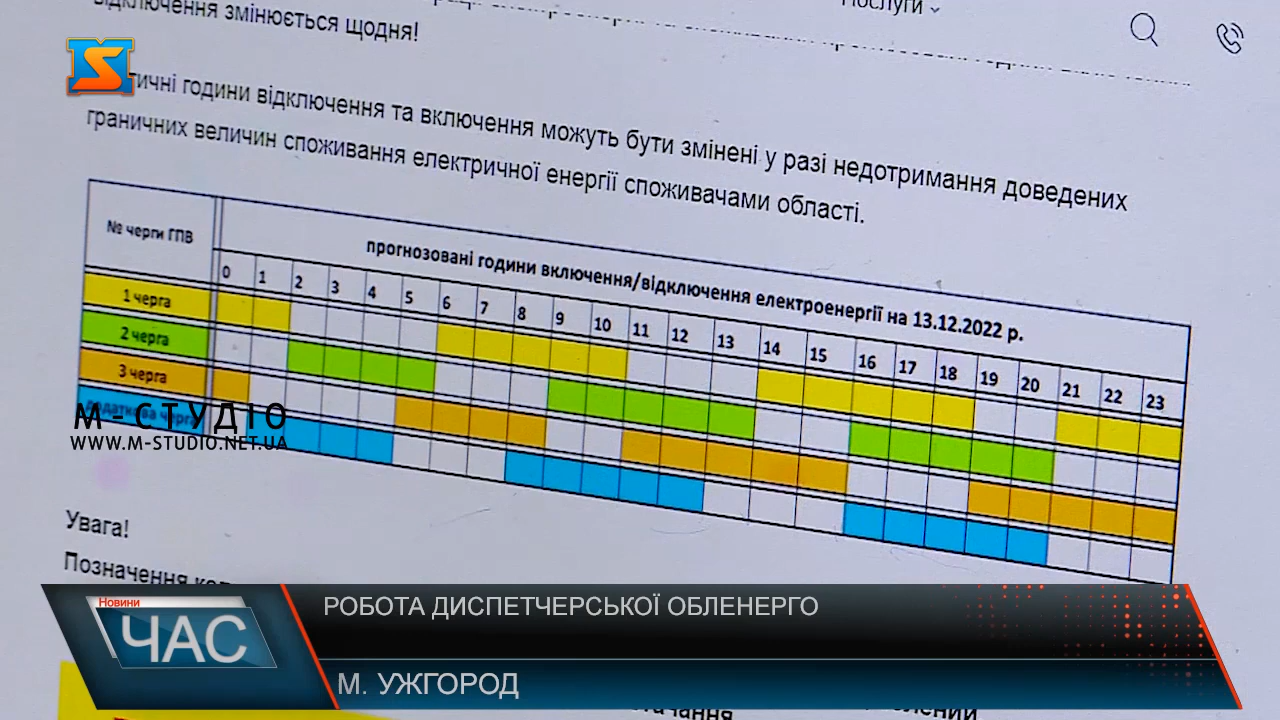 відключення змінюється щодня!
Послуги
години відключення та включення можуть бути змінені у разі недотримання доведених
граничних величин споживання електричної енергії споживачами області.
№ черги ГПВ
прогнозовані години включення/відключення електроенергії на 13.12.2022 р.
0 1 2 3 4 5 6 7 8 9 10 11 12 13 14 15 16 17 18 19 20 21 22 23
1 черга
2 черга
3 черга
додаткова черга
М-СТУДІО
WWW.M-STUDIO.NET.UA
Увага!
Позначення
Новини
ЧАС
РОБОТА ДИСПЕТЧЕРСЬКОЇ ОБЛЕНЕРГО
М. УЖГОРОД